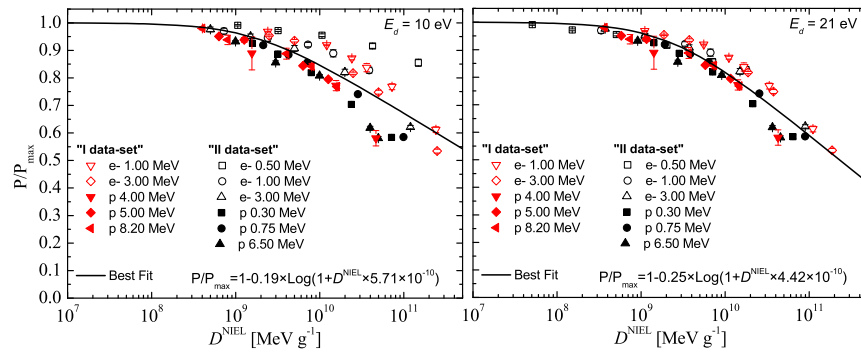 E_d = 10 eV
P/P_max
1.0
0.9
0.8
0.7
0.6
0.5
0.4
0.3
0.2
0.1
0.0
"I data-set"
e- 1.00 MeV
e- 3.00 MeV
p 4.00 MeV
p 5.00 MeV
p 8.20 MeV
"II data-set"
e- 0.50 MeV
e- 1.00 MeV
e- 3.00 MeV
p 0.30 MeV
p 0.75 MeV
p 6.50 MeV
Best Fit
P/P_max=1-0.19×Log(1+D^NIEL×5.71×10^-10)
10^7 10^8 10^9 10^10 10^11
D^NIEL [MeV g^-1]
E_d = 21 eV
"I data-set"
e- 1.00 MeV
e- 3.00 MeV
p 4.00 MeV
p 5.00 MeV
p 8.20 MeV
"II data-set"
e- 0.50 MeV
e- 1.00 MeV
e- 3.00 MeV
p 0.30 MeV
p 0.75 MeV
p 6.50 MeV
Best Fit
P/P_max=1-0.25×Log(1+D^NIEL×4.42×10^-10)
10^7 10^8 10^9 10^10 10^11
D^NIEL [MeV g^-1]